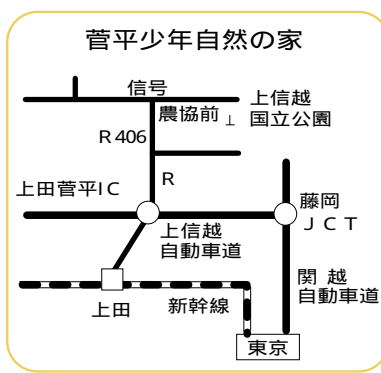 菅平少年自然の家
信号
農協前
上信越
国立公園
R406
R
上田菅平IC
藤岡
JCT
上信越
自動車道
関越
自動車道
上田
新幹線
東京